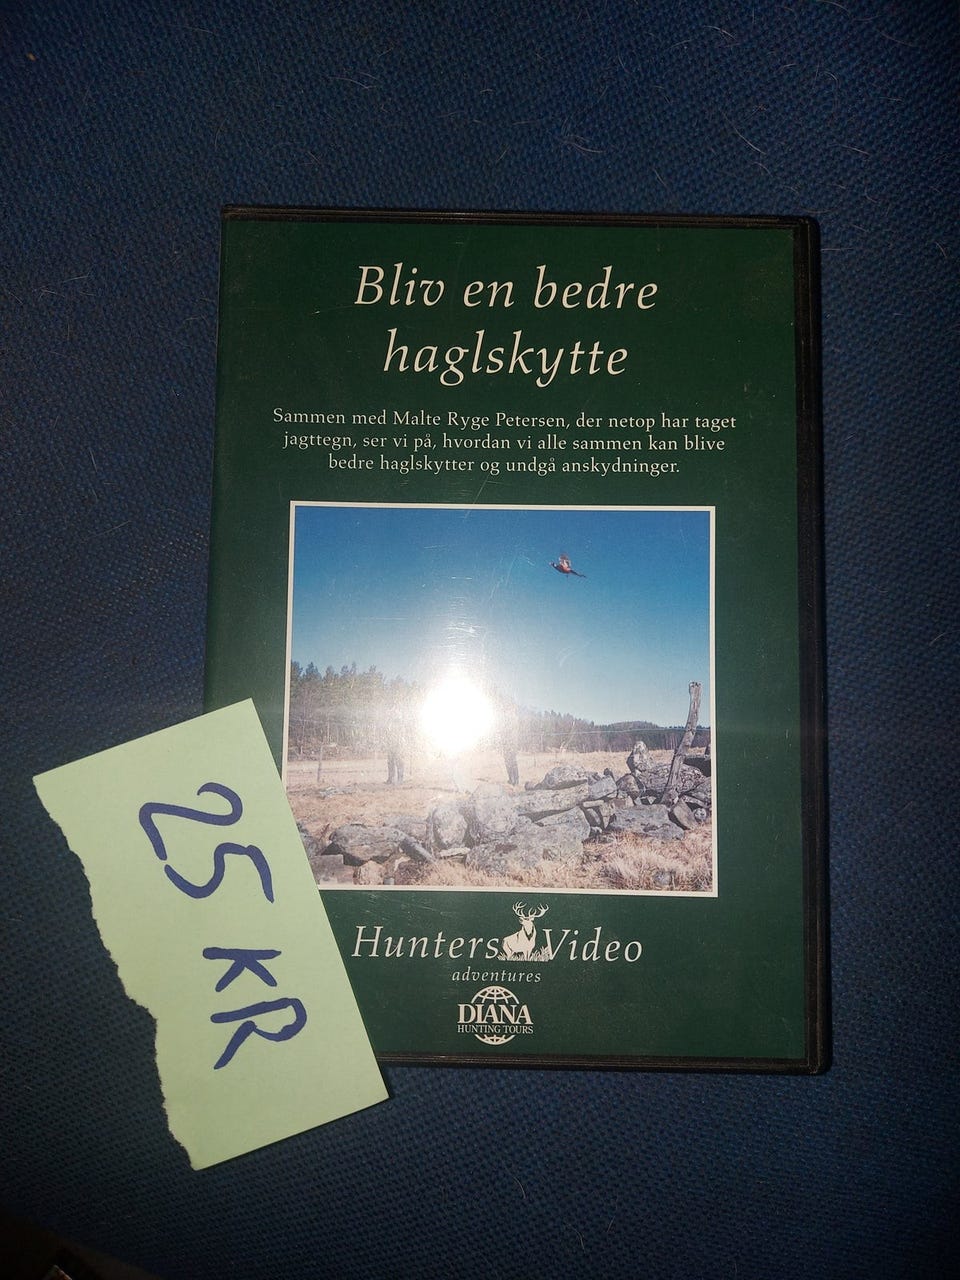 Bliv en bedre
haglskytte
Sammen med Malte Ryge Petersen, der netop har taget
jagttegn, ser vi på, hvordan vi alle sammen kan blive
bedre haglskytter og undgå anskydninger.
Hunters Video
adventures
DIANA
HUNTING TOURS
25 KR